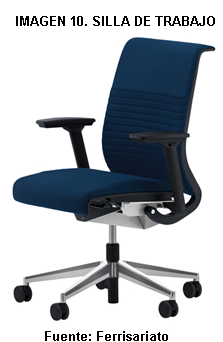 IMAGEN 10. SILLA DE TRABAJO
Fuente: Ferrisariato